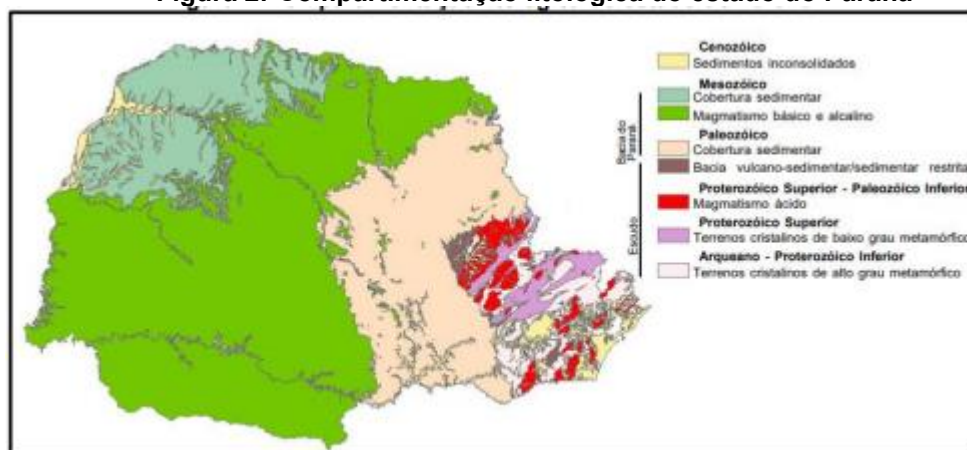 Figura 2. Compartimentação litológica do estado do Paraná
Cenozóico
Sedimentos inconsolidados
Mesozóico
Cobertura sedimentar
Magmatismo básico e alcalino
Paleozóico
Cobertura sedimentar
Bacia vulcano-sedimentar/sedimentar restrita
Proterozóico Superior - Paleozóico Inferior
Magmatismo ácido
Proterozóico Superior
Terrenos cristalinos de baixo grau metamórfico
Arqueano - Proterozóico Inferior
Terrenos cristalinos de alto grau metamórfico
Bacia do
Paraná
Escudo